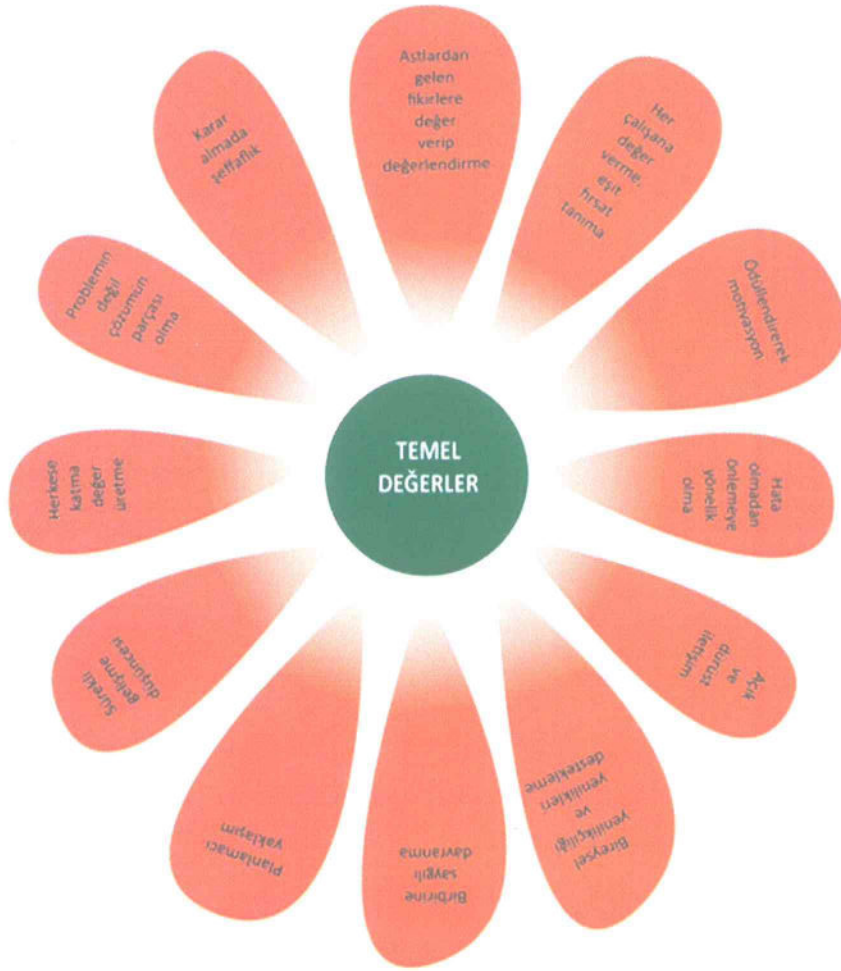 TEMEL
DEĞERLER
Astlardan
gelen
fikirlere
değer
verip
değerlendirme
Her
çalışana
değer
verme,
eşit
fırsat
tanıma
Ödüllendirerek
motivasyon
Hata
olmadan
önlemeye
yönelik
olma
Açık
ve
dürüst
iletişim
Bireysel
yenilikçiliği
ve
yenilikleri
destekleme
Birbirine
saygılı
davranma
Planlamacı
yaklaşım
Sürekli
gelişme
düşüncesi
Herkese
katma
değer
üretme
Problemin
değil
çözümün
parçası
olma
Karar
almada
şeffaflık